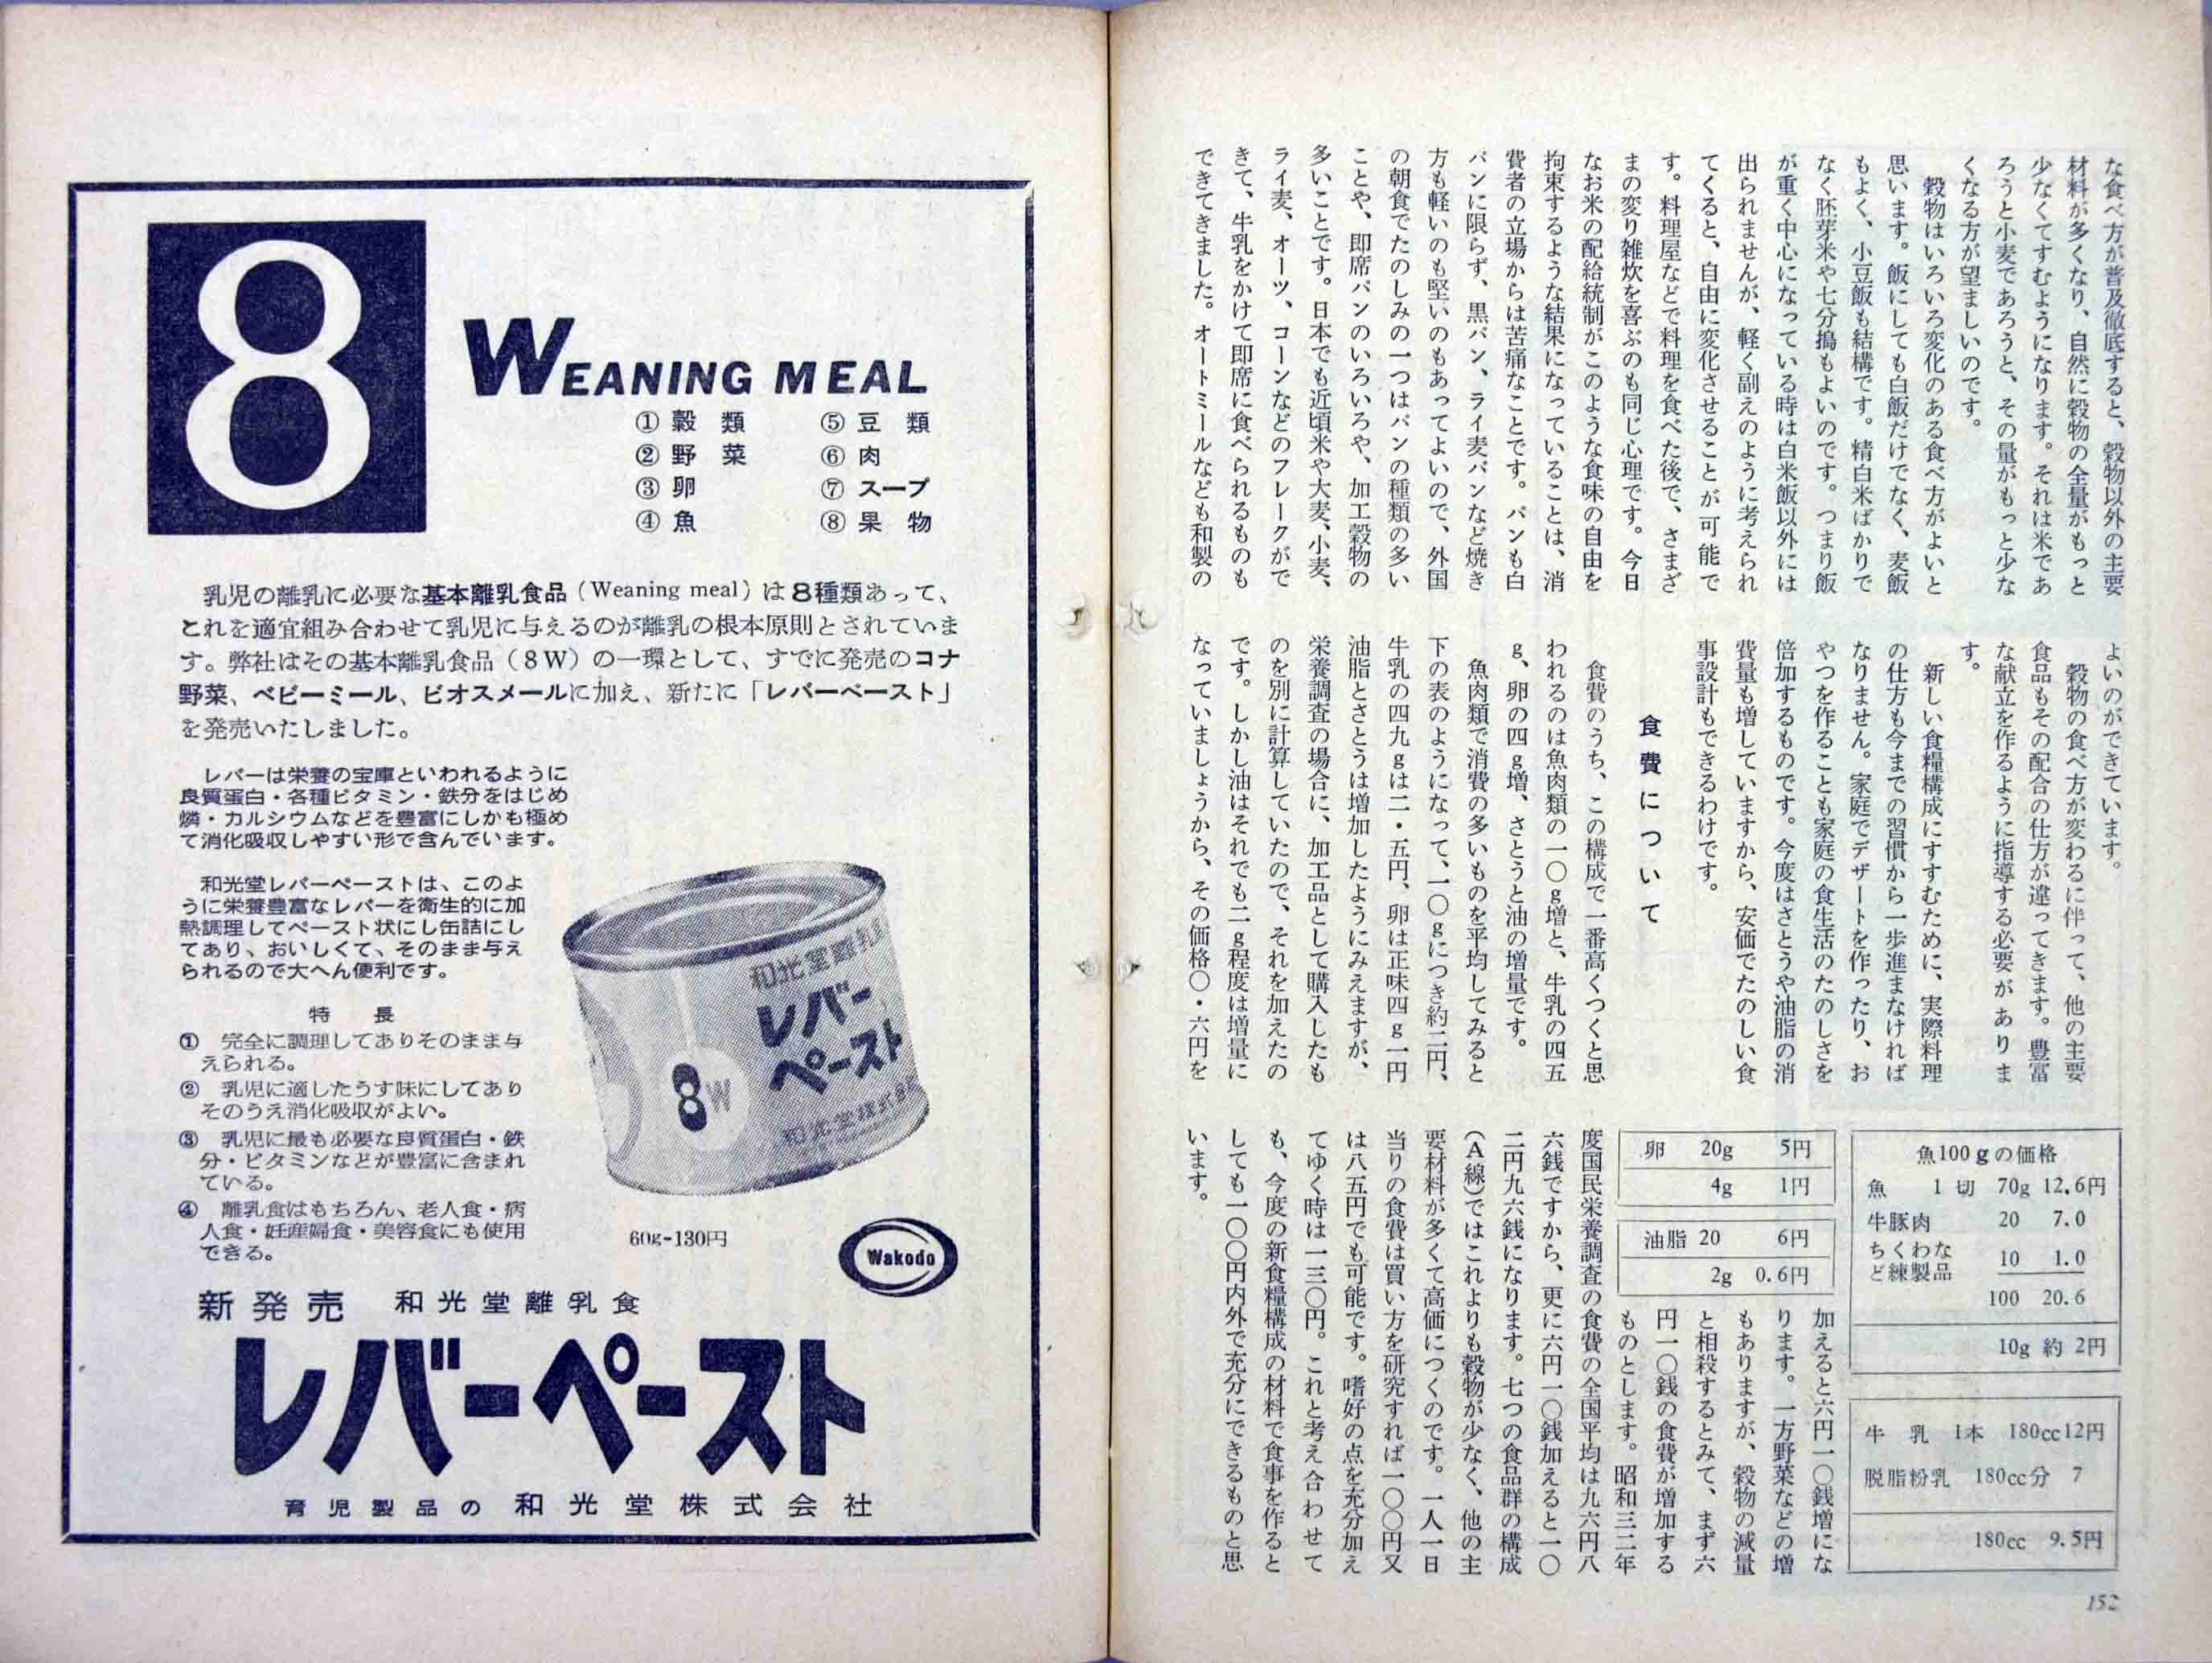 な食べ方が普及徹底すると、穀物以外の主要
材料が多くなり、自然に穀物の全量がもっと
少なくてすむようになります。それは米であ
ろうと小麦であろうと、その量がもっと少な
くなる方が望ましいのです。
穀物はいろいろ変化のある食べ方がよいと
思います。飯にしても白飯だけでなく、麦飯
もよく、小豆飯も結構です。精白米ばかりで
なく胚芽米や七分搗もよいのです。つまり飯
が重く中心になっている時は白米飯以外には
出られませんが、軽く副えのように考えられ
てくると、自由に変化させることが可能で
す。料理屋などで料理を食べた後で、さまざ
まの変り雑炊を喜ぶのも同じ心理です。今日
なお米の配給統制がこのような食味の自由を
拘束するような結果になっていることは、消
費者の立場からは苦痛なことです。パンも白
パンに限らず、黒パン、ライ麦パンなど焼き
方も軽いのも堅いのもあってよいので、外国
の朝食でたのしみの一つはパンの種類の多い
ことや、即席パンのいろいろや、加工穀物の
多いことです。日本でも近頃米や大麦、小麦、
ライ麦、オーツ、コーンなどのフレークがで
きて、牛乳をかけて即席に食べられるものも
できてきました。オートミールなども和製の
よいのができています。
穀物の食べ方が変わるに伴って、他の主要
食品もその配合の仕方が違ってきます。豊富
な献立を作るように指導する必要がありま
す。
新しい食糧構成にすすむために、実際料理
の仕方も今までの習慣から一歩進まなければ
なりません。家庭でデザートを作ったり、お
やつを作ることも家庭の食生活のたのしさを
倍加するものです。今度はさとうや油脂の消
費量も増していますから、安価でたのしい食
事設計もできるわけです。
食費について
食費のうち、この構成で一番高くつくと思
われるのは魚肉類の一〇g増と、牛乳の四五
g、卵の四g増、さとうと油の増量です。
魚肉類で消費の多いものを平均してみると
下の表のようになって、一〇gにつき約二円、
牛乳の四九gは二・五円、卵は正味四g一円
油脂とさとうは増加したようにみえますが、
栄養調査の場合に、加工品として購入したも
のを別に計算していたので、それを加えたの
です。しかし油はそれでも二g程度は増量に
なっていましょうから、その価格〇・六円を
魚100gの価格
魚 1切 70g 12.6円
牛豚肉 20 7.0
ちくわな
ど練製品 10 1.0
100 20.6
10g 約 2円
牛乳 1本 180cc 12円
脱脂粉乳 180cc分 7
180cc 9.5円
卵 20g 5円
4g 1円
油脂 20 6円
2g 0.6円
加えると六円一〇銭増にな
ります。一方野菜などの増
もありますが、穀物の減量
と相殺するとみて、まず六
円一〇銭の食費が増加する
ものとします。昭和三二年
度国民栄養調査の食費の全国平均は九六円八
六銭ですから、更に六円一〇銭加えると一〇
二円九六銭になります。七つの食品群の構成
(A線)ではこれよりも穀物が少なく、他の主
要材料が多くて高価につくのです。一人一日
当りの食費は買い方を研究すれば一〇〇円又
は八五円でも可能です。嗜好の点を充分加え
てゆく時は一三〇円。これと考え合わせて
も、今度の新食糧構成の材料で食事を作ると
しても一〇〇円内外で充分にできるものと思
います。
152
8
WEANING MEAL
① 穀類
② 野菜
③ 卵
④ 魚
⑤ 豆類
⑥ 肉
⑦ スープ
⑧ 果物
乳児の離乳に必要な基本離乳食品(Weaning meal)は8種類あって、
これを適宜組み合わせて乳児に与えるのが離乳の根本原則とされていま
す。弊社はその基本離乳食品(8W)の一環として、すでに発売のコナ
野菜、ベビーミール、ビオスメールに加え、新たに「レバーペースト」
を発売いたしました。
レバーは栄養の宝庫といわれるように
良質蛋白・各種ビタミン・鉄分をはじめ
燐・カルシウムなどを豊富にしかも極め
て消化吸収しやすい形で含んでいます。
和光堂レバーペーストは、このよ
うに栄養豊富なレバーを衛生的に加
熱調理してペースト状にし缶詰にし
てあり、おいしくて、そのまま与え
られるので大へん便利です。
特長
① 完全に調理してありそのまま与
えられる。
② 乳児に適したうす味にしてあり
そのうえ消化吸収がよい。
③ 乳児に最も必要な良質蛋白・鉄
分・ビタミンなどが豊富に含まれ
ている。
④ 離乳食はもちろん、老人食・病
人食・妊産婦食・美容食にも使用
できる。
和光堂離乳
レバー
ペースト
8W
和光堂株式会
60g-130円
Wakodo
新発売 和光堂離乳食
レバーペースト
育児製品の 和光堂株式会社